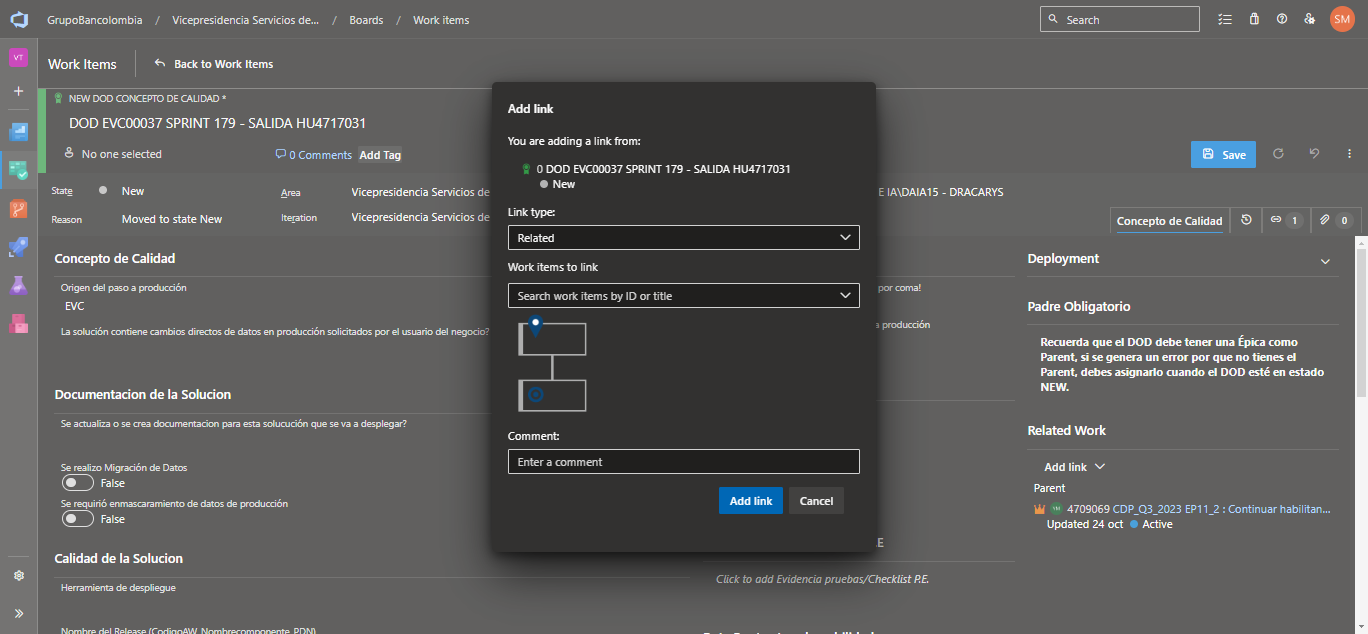 GrupoBancolombia / Vicepresidencia Servicios de... / Boards / Work items
Search
SM
VT
Work Items
Back to Work Items
NEW DOD CONCEPTO DE CALIDAD *
DOD EVC00037 SPRINT 179 - SALIDA HU4717031
No one selected
0 Comments
Add Tag
Save
State
New
Area
Vicepresidencia Servicios de
E IA\DAIA15 - DRACARYS
Reason
Moved to state New
Iteration
Vicepresidencia Servicios de
Concepto de Calidad
1
0
Concepto de Calidad
Origen del paso a producción
EVC
por coma!
La solución contiene cambios directos de datos en producción solicitados por el usuario del negocio?
a producción
Documentacion de la Solucion
Se actualiza o se crea documentacion para esta solucución que se va a desplegar?
Se realizo Migración de Datos
False
Se requirió enmascaramiento de datos de producción
False
Calidad de la Solucion
Herramienta de despliegue
Nombre del Release (CodigoAW_Nombrecomponente_PDN)
E
Click to add Evidencia pruebas/Checklist P.E.
Add link
You are adding a link from:
0 DOD EVC00037 SPRINT 179 - SALIDA HU4717031
New
Link type:
Related
Work items to link
Search work items by ID or title
Comment:
Enter a comment
Add link
Cancel
Deployment
Padre Obligatorio
Recuerda que el DOD debe tener una Épica como
Parent, si se genera un error por que no tienes el
Parent, debes asignarlo cuando el DOD esté en estado
NEW.
Related Work
Add link
Parent
4709069 CDP_Q3_2023 EP11_2 : Continuar habilitan...
Updated 24 oct
Active